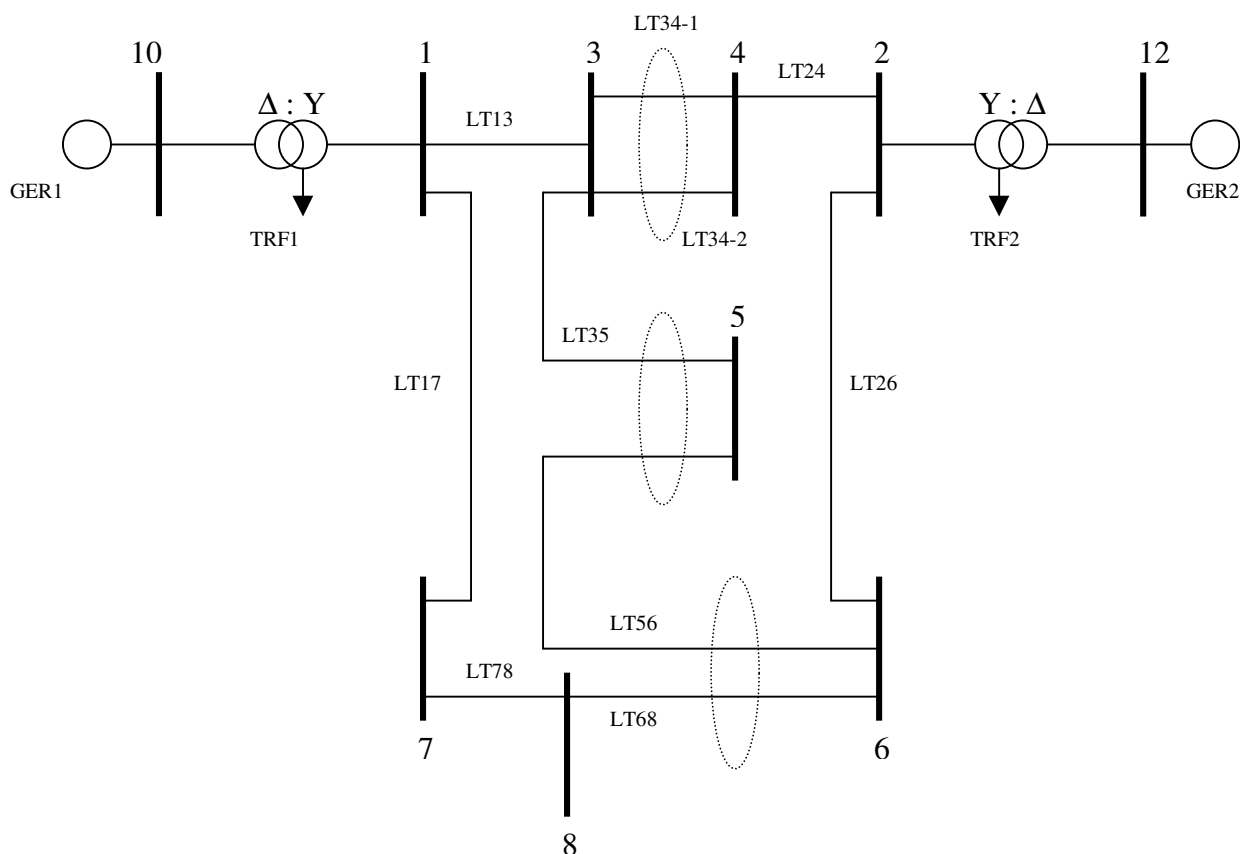 LT34-1
10
1
3
4
2
12
LT24
Δ : Y
Y : Δ
LT13
GER1
GER2
TRF1
LT34-2
TRF2
5
LT35
LT17
LT26
LT56
LT78
LT68
7
6
8